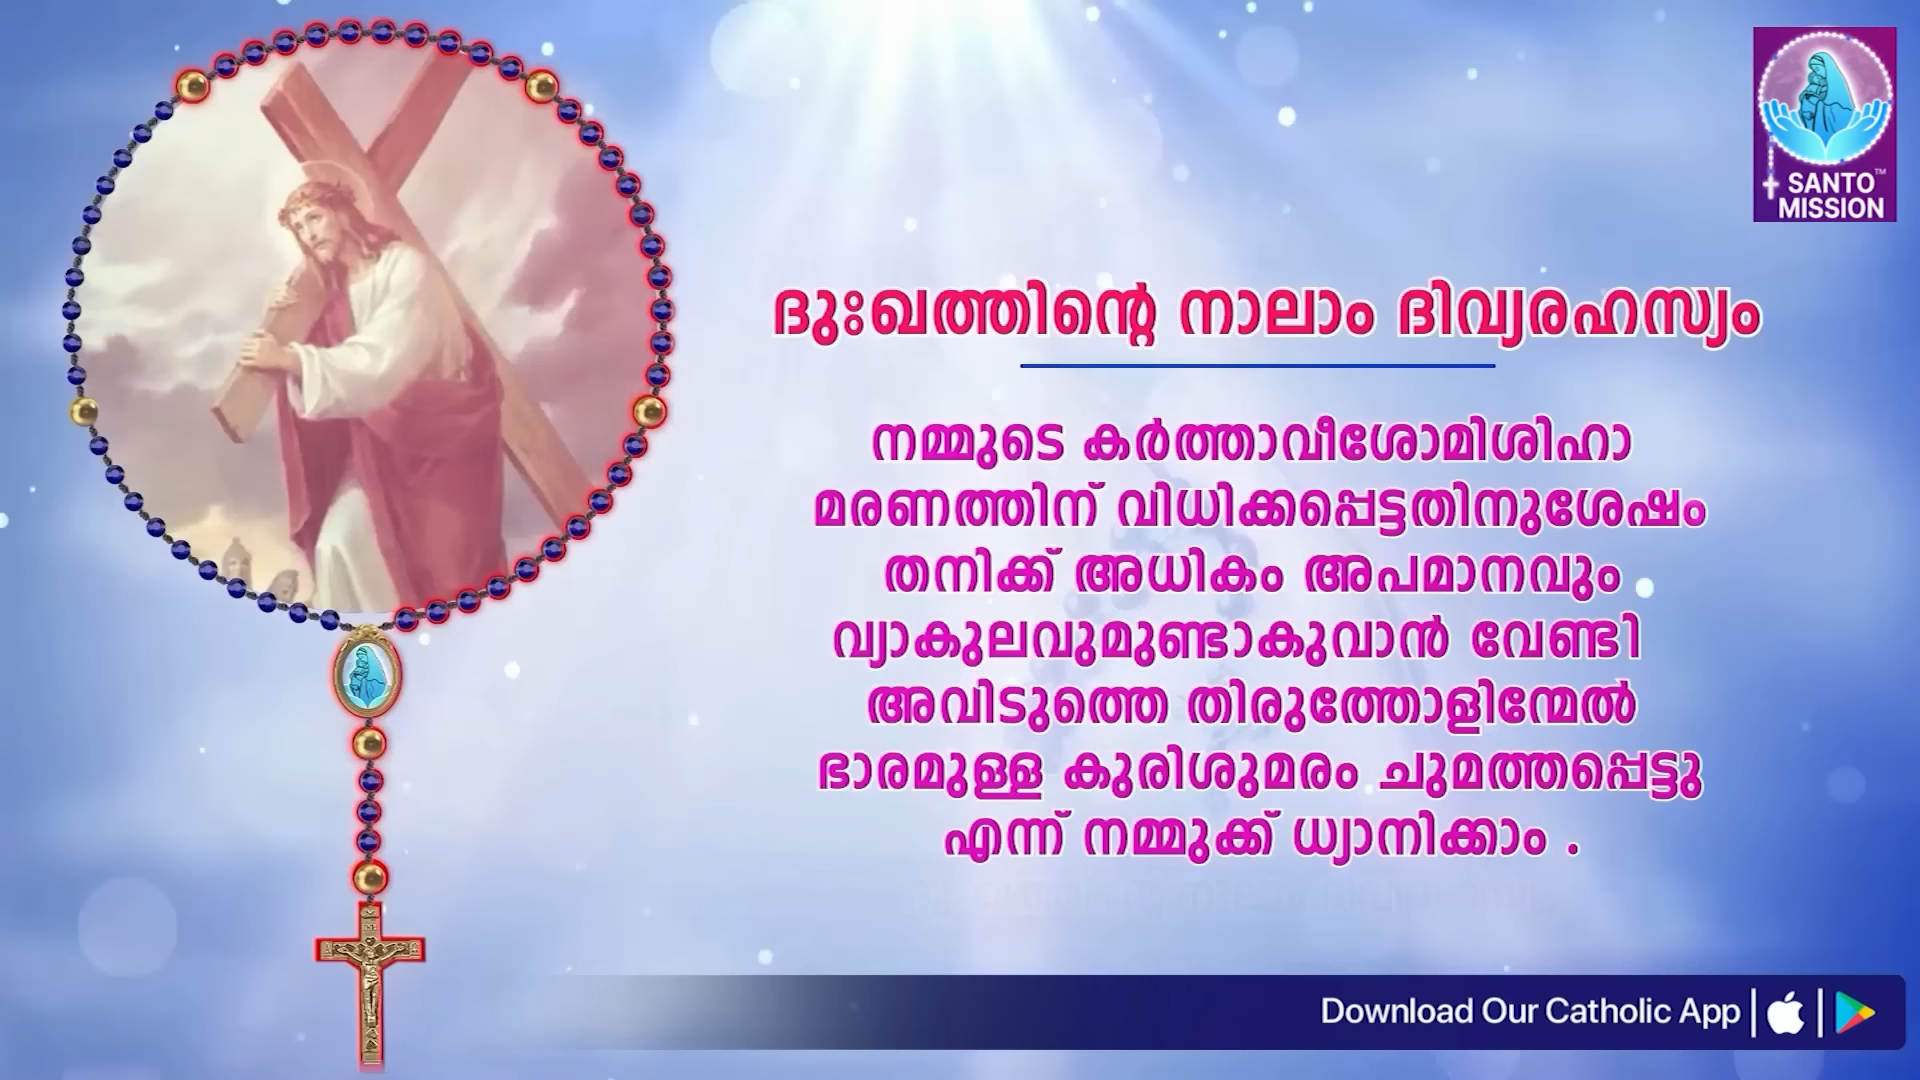 SANTO™
MISSION
ദുഃഖത്തിന്റെ നാലാം ദിവ്യരഹസ്യം
നമ്മുടെ കർത്താവീശോമിശിഹാ
മരണത്തിന് വിധിക്കപ്പെട്ടതിനുശേഷം
തനിക്ക് അധികം അപമാനവും
വ്യാകുലവുമുണ്ടാകുവാൻ വേണ്ടി
അവിടുത്തെ തിരുത്തോളിന്മേൽ
ഭാരമുള്ള കുരിശുമരം ചുമത്തപ്പെട്ടു
എന്ന് നമ്മുക്ക് ധ്യാനിക്കാം .
Download Our Catholic App